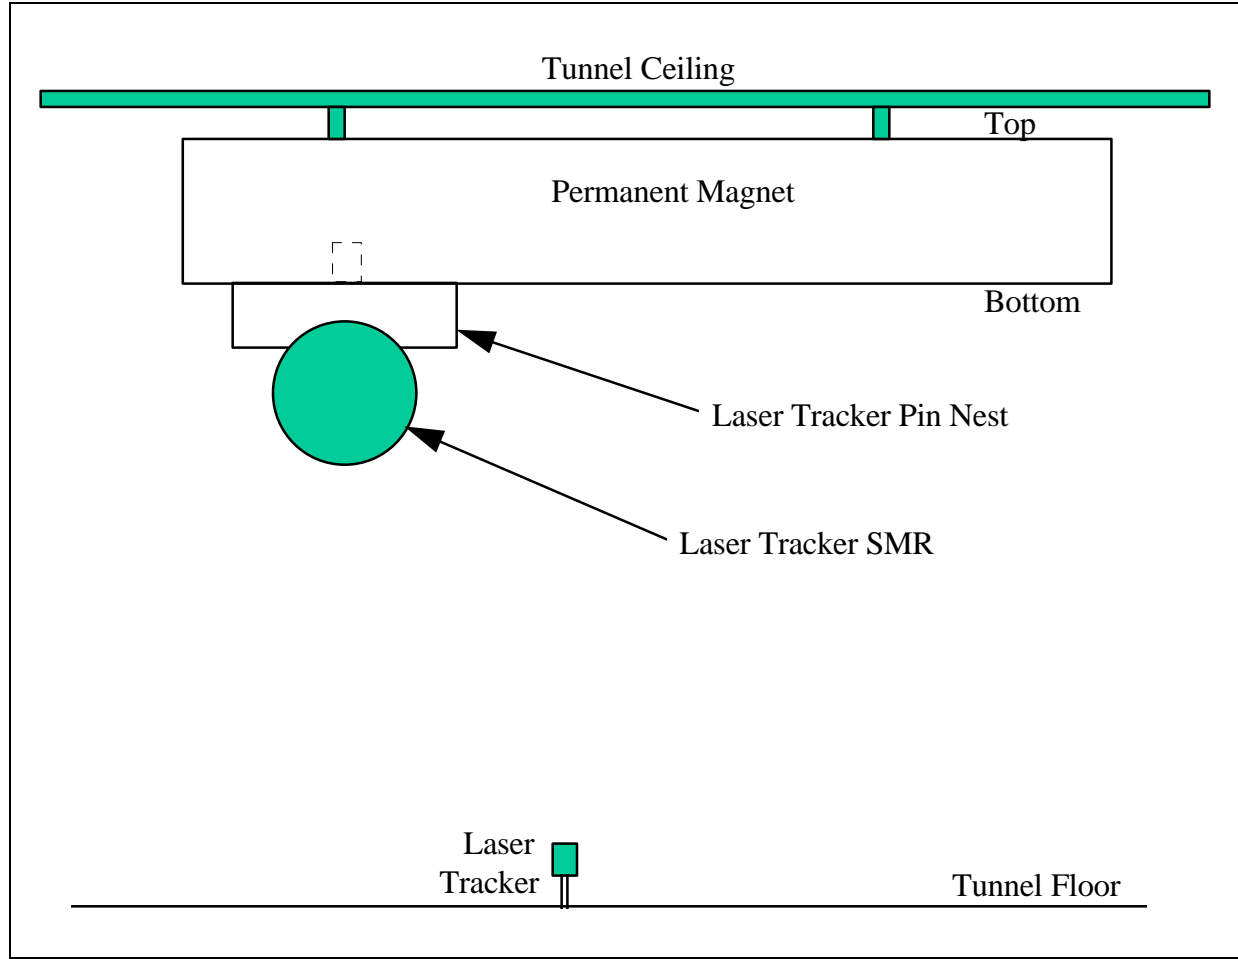 Tunnel Ceiling
Top
Permanent Magnet
Bottom
Laser Tracker Pin Nest
Laser Tracker SMR
Laser
Tracker
Tunnel Floor